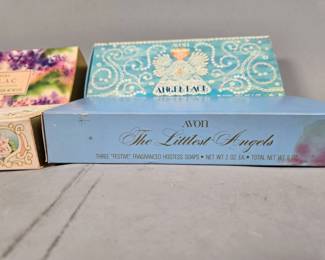 AVON
ANGEL LACE
AVON
The Littlest Angels
THREE "FESTIVE" FRAGRANCED HOSTESS SOAPS • NET WT 2 OZ EA. • TOTAL NET WT 6 OZ